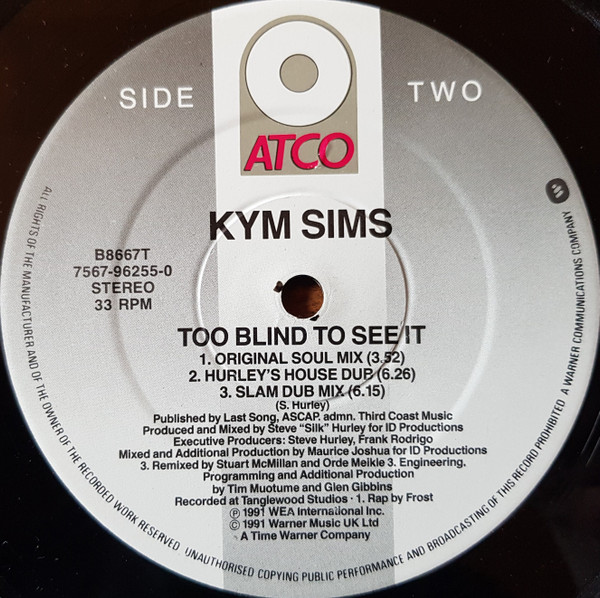 SIDE TWO
ATCO
KYM SIMS
B8667T
7567-96255-0
STEREO
33 RPM
TOO BLIND TO SEE IT
1. ORIGINAL SOUL MIX (3.52)
2. HURLEY'S HOUSE DUB (6.26)
3. SLAM DUB MIX (6.15)
(S. Hurley)
Published by Last Song, ASCAP. admn. Third Coast Music
Produced and Mixed by Steve "Silk" Hurley for ID Productions
Executive Producers: Steve Hurley, Frank Rodrigo
Mixed and Additional Production by Maurice Joshua for ID Productions
3. Remixed by Stuart McMillan and Orde Meikle 3. Engineering,
Programming and Additional Production
by Tim Muotume and Glen Gibbins
Recorded at Tanglewood Studios · 1. Rap by Frost
℗ 1991 WEA International Inc.
© 1991 Warner Music UK Ltd
A Time Warner Company
ALL RIGHTS OF THE MANUFACTURER AND OF THE OWNER OF THE RECORDED WORK RESERVED UNAUTHORISED COPYING PUBLIC PERFORMANCE AND BROADCASTING OF THIS RECORD PROHIBITED A WARNER COMMUNICATIONS COMPANY